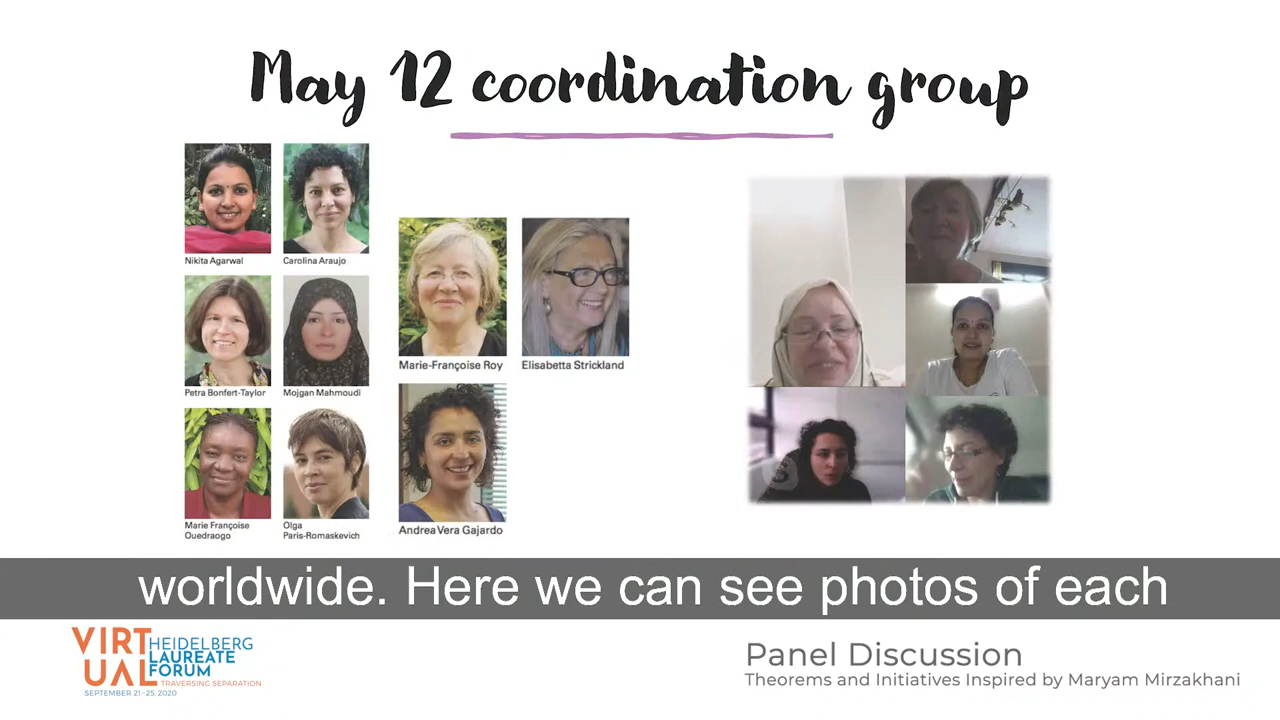 May 12 coordination group
Nikita Agarwal
Carolina Araujo
Petra Bonfert-Taylor
Mojgan Mahmoudi
Marie Françoise
Ouedraogo
Olga
Paris-Romaskevich
Marie-Françoise Roy
Elisabetta Strickland
Andrea Vera Gajardo
worldwide. Here we can see photos of each
VIRT
UAL
HEIDELBERG
LAUREATE
FORUM
TRAVERSING SEPARATION
SEPTEMBER 21–25, 2020
Panel Discussion
Theorems and Initiatives Inspired by Maryam Mirzakhani